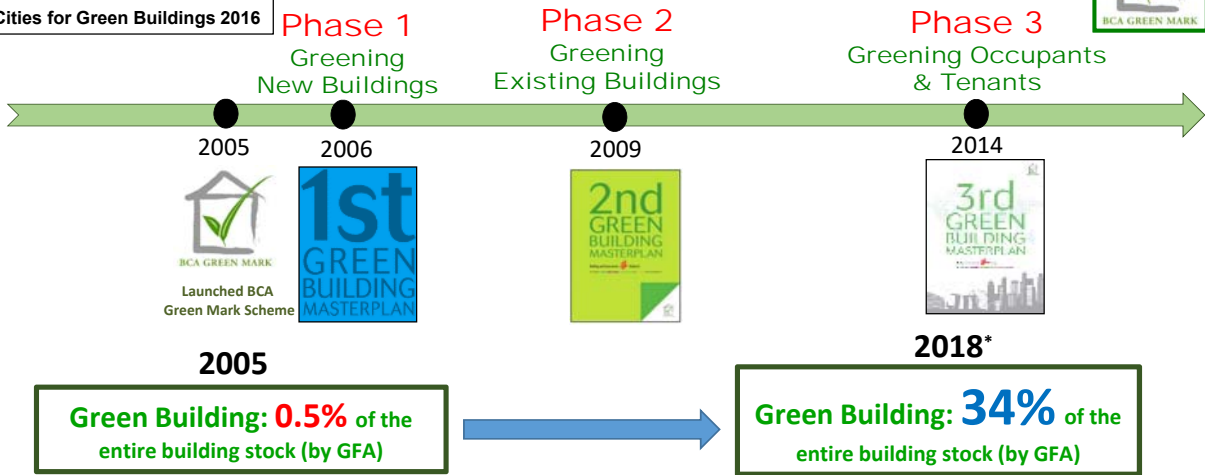 Cities for Green Buildings 2016
BCA GREEN MARK
Phase 1
Greening
New Buildings
Phase 2
Greening
Existing Buildings
Phase 3
Greening Occupants
& Tenants
2005
2006
2009
2014
BCA GREEN MARK
Launched BCA
Green Mark Scheme
1st
GREEN
BUILDING
MASTERPLAN
2nd
GREEN
BUILDING
MASTERPLAN
3rd
GREEN
BUILDING
MASTERPLAN
2005
Green Building: 0.5% of the
entire building stock (by GFA)
2018*
Green Building: 34% of the
entire building stock (by GFA)